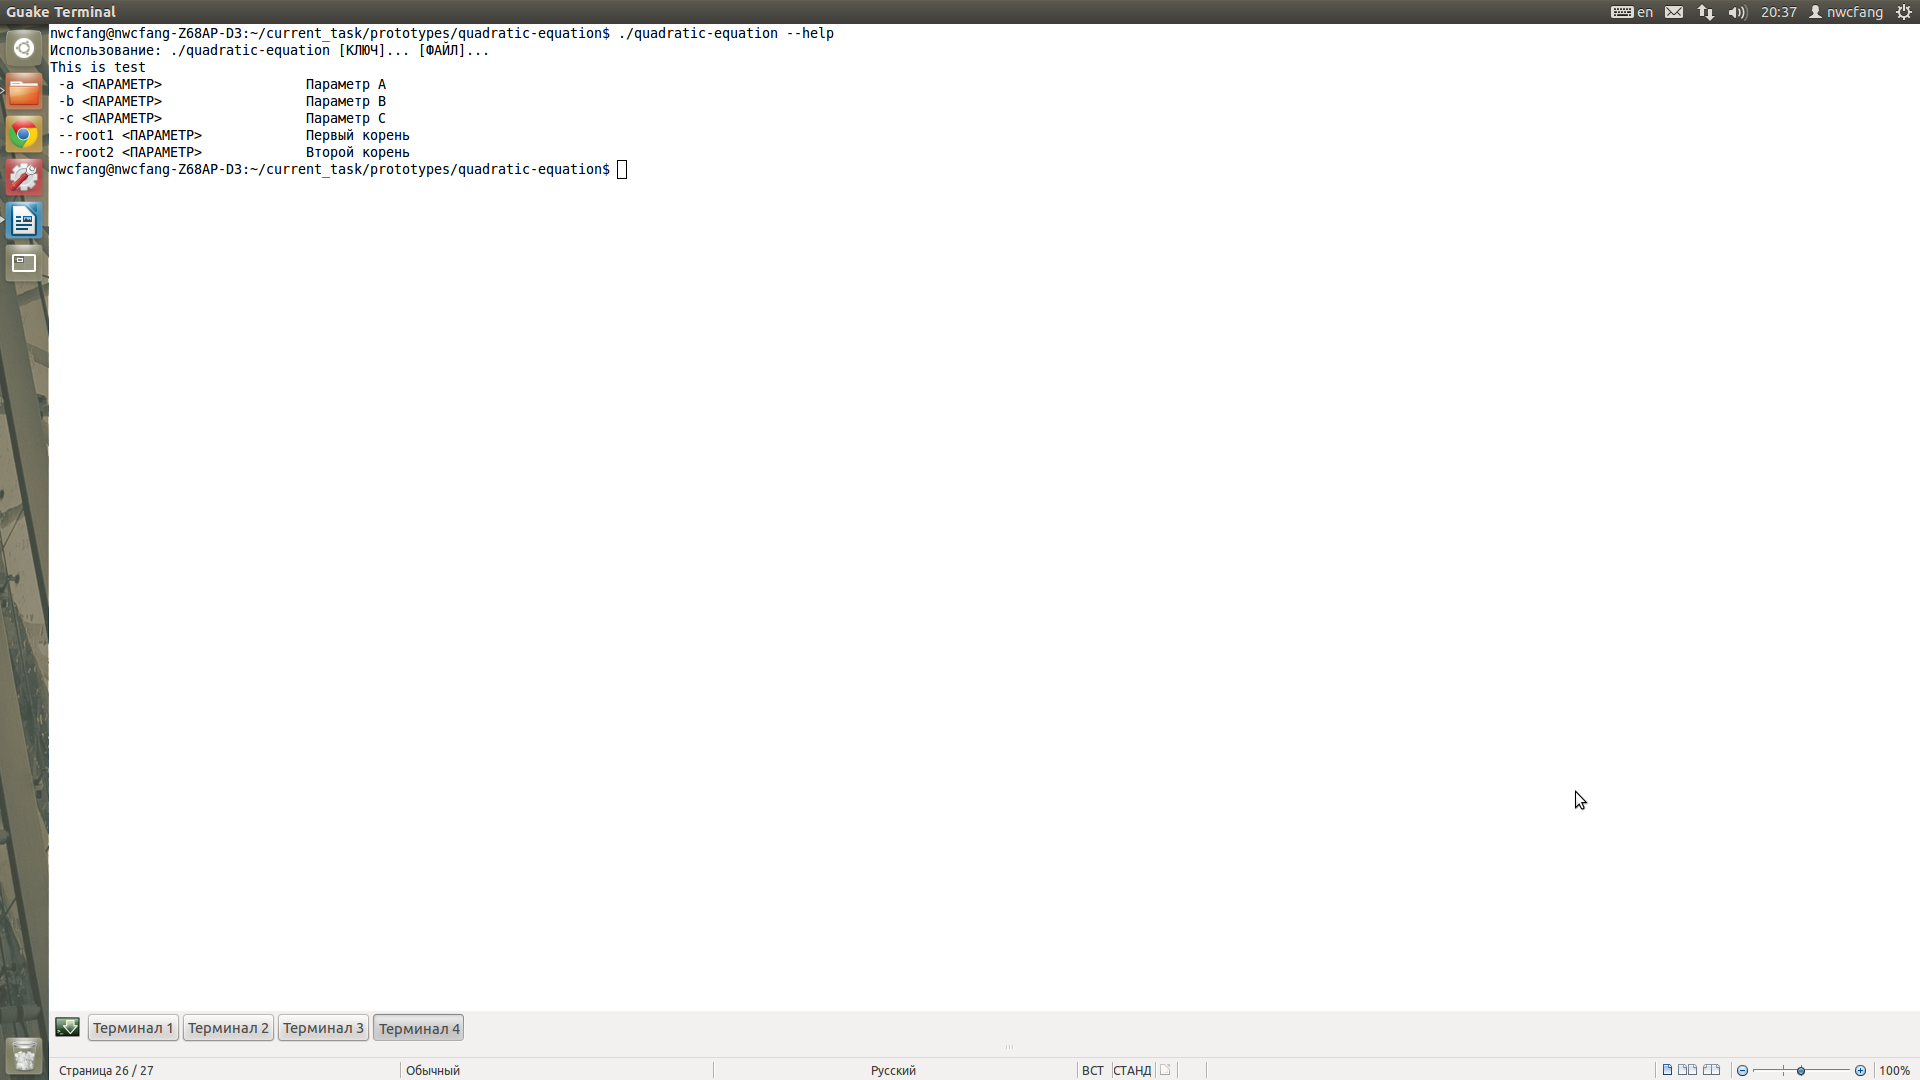 Guake Terminal
en
20:37
nwcfang
nwcfang@nwcfang-Z68AP-D3:~/current_task/prototypes/quadratic-equation$ ./quadratic-equation --help
Использование: ./quadratic-equation [КЛЮЧ]... [ФАЙЛ]...
This is test
-a <ПАРАМЕТР> Параметр A
-b <ПАРАМЕТР> Параметр B
-c <ПАРАМЕТР> Параметр C
--root1 <ПАРАМЕТР> Первый корень
--root2 <ПАРАМЕТР> Второй корень
nwcfang@nwcfang-Z68AP-D3:~/current_task/prototypes/quadratic-equation$
Терминал 1
Терминал 2
Терминал 3
Терминал 4
Страница 26 / 27
Обычный
Русский
ВСТ
СТАНД
100%